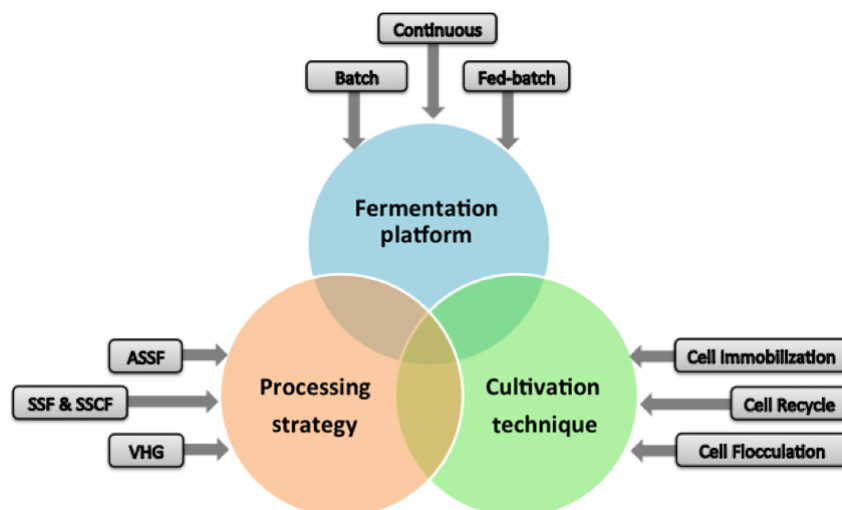 Continuous
Batch
Fed-batch
Fermentation
platform
ASSF
SSF & SSCF
VHG
Processing
strategy
Cultivation
technique
Cell Immobilization
Cell Recycle
Cell Flocculation